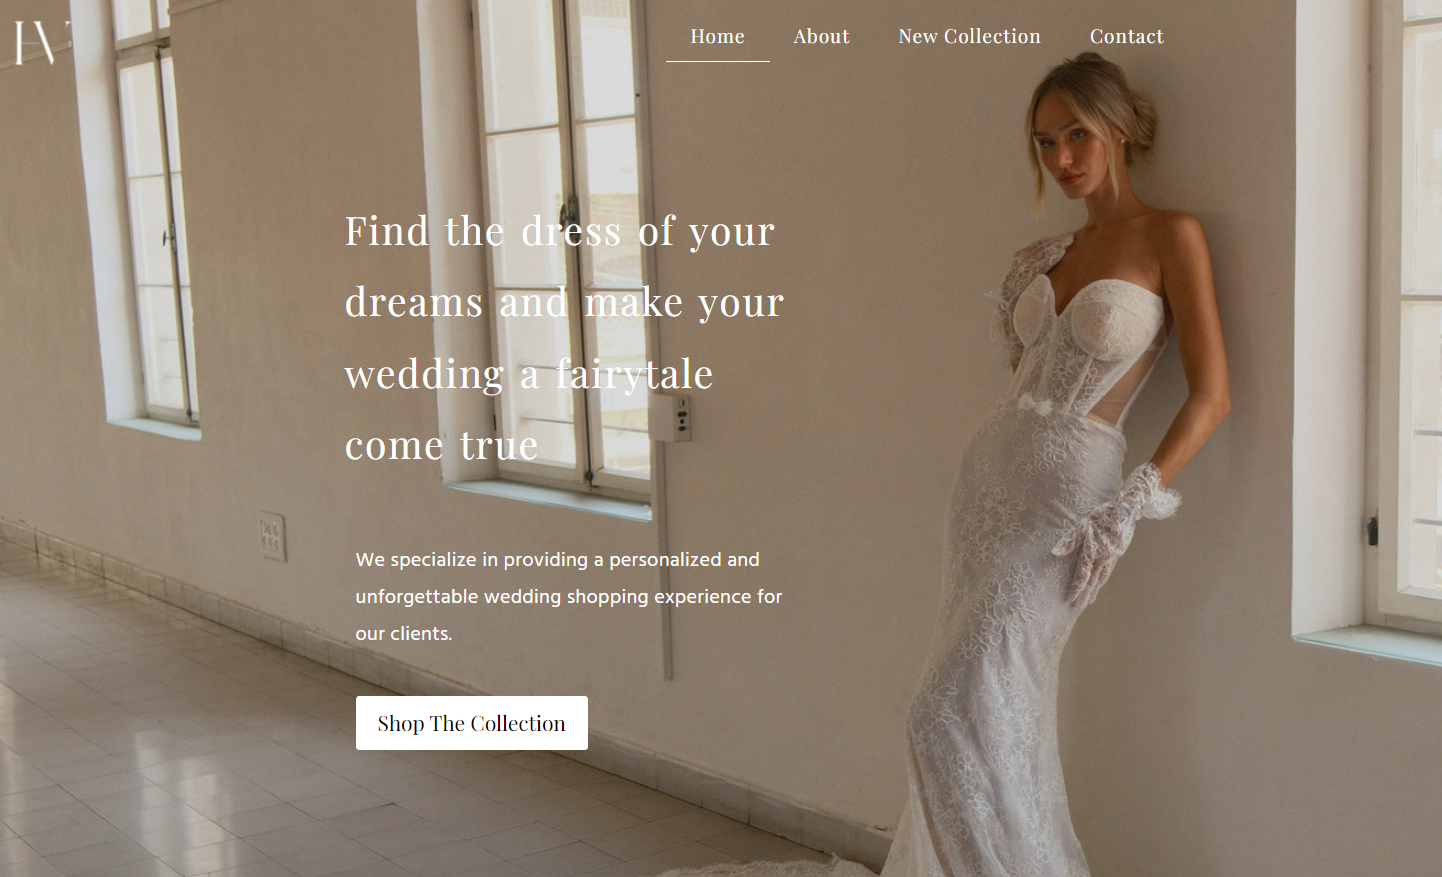 HV
Home About New Collection Contact
Find the dress of your
dreams and make your
wedding a fairytale
come true
We specialize in providing a personalized and
unforgettable wedding shopping experience for
our clients.
Shop The Collection